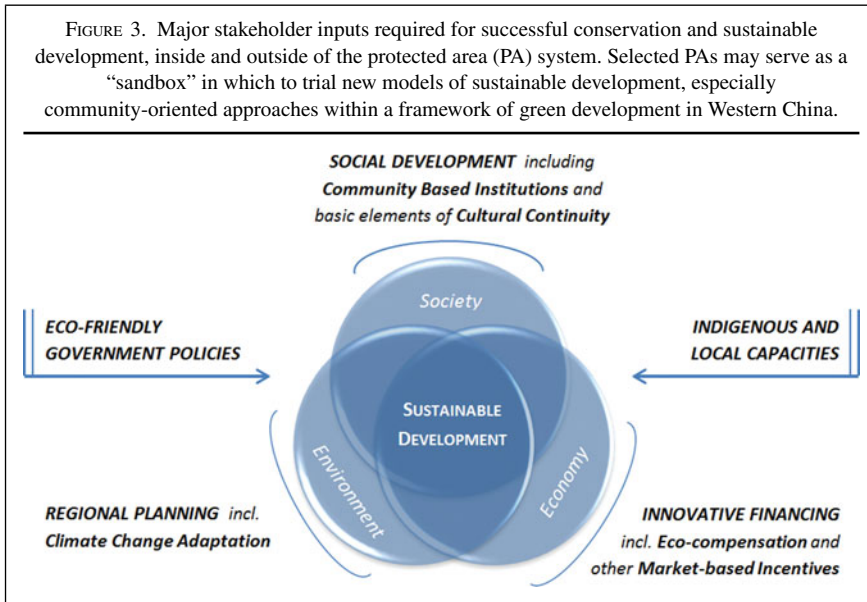 FIGURE 3. Major stakeholder inputs required for successful conservation and sustainable
development, inside and outside of the protected area (PA) system. Selected PAs may serve as a
“sandbox” in which to trial new models of sustainable development, especially
community-oriented approaches within a framework of green development in Western China.
SOCIAL DEVELOPMENT including
Community Based Institutions and
basic elements of Cultural Continuity
Society
ECO-FRIENDLY
GOVERNMENT POLICIES
INDIGENOUS AND
LOCAL CAPACITIES
SUSTAINABLE
DEVELOPMENT
Environment
Economy
REGIONAL PLANNING incl.
Climate Change Adaptation
INNOVATIVE FINANCING
incl. Eco-compensation and
other Market-based Incentives